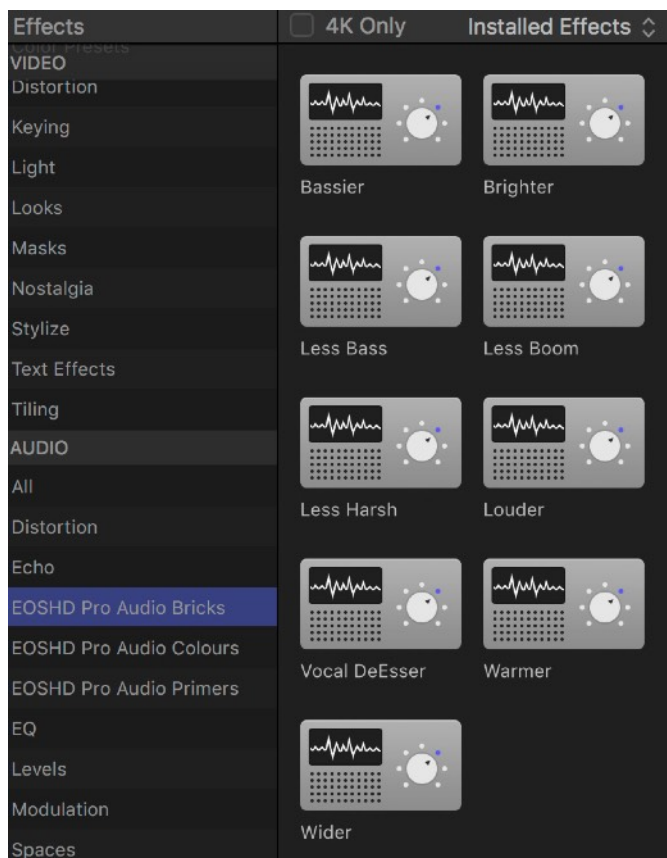 Effects
4K Only
Installed Effects
Color Presets
VIDEO
Distortion
Keying
Light
Looks
Masks
Nostalgia
Stylize
Text Effects
Tiling
AUDIO
All
Distortion
Echo
EOSHD Pro Audio Bricks
EOSHD Pro Audio Colours
EOSHD Pro Audio Primers
EQ
Levels
Modulation
Spaces
Bassier
Brighter
Less Bass
Less Boom
Less Harsh
Louder
Vocal DeEsser
Warmer
Wider